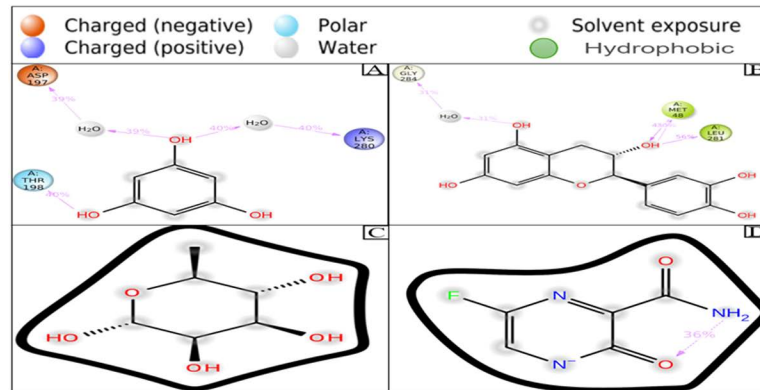 Charged (negative)
Polar
Solvent exposure
Charged (positive)
Water
Hydrophobic
A
A:
ASP
197
39%
H₂O
39%
OH
40%
H₂O
40%
A:
LYS
280
A:
THR
198
40%
HO
OH
A:
GLY
284
31%
H₂O
31%
OH
A:
MET
48
OH
56%
A:
LEU
281
HO
O
OH
OH
C
O
OH
HO
OH
OH
O
F
N
NH₂
36%
N⁻
O